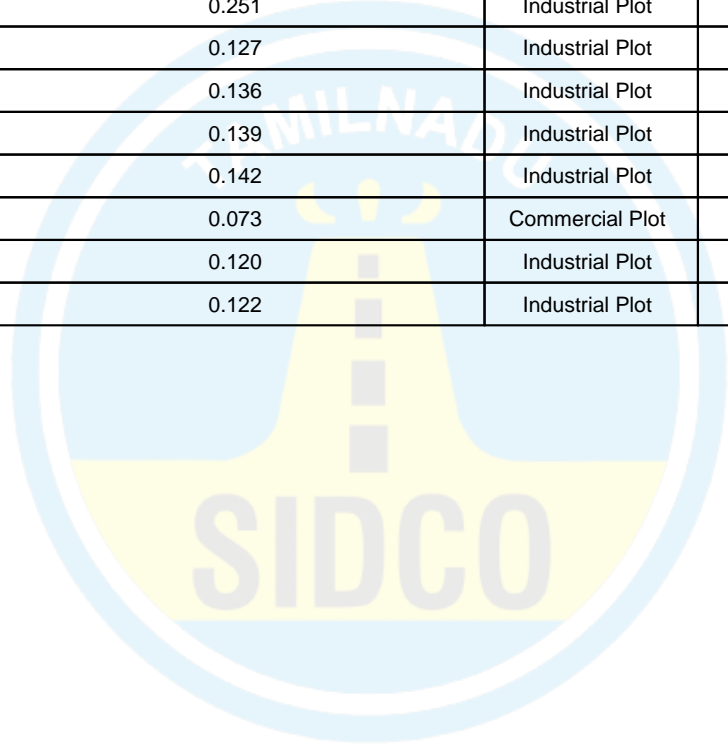 0.251 Industrial Plot
0.127 Industrial Plot
0.136 Industrial Plot
0.139 Industrial Plot
0.142 Industrial Plot
0.073 Commercial Plot
0.120 Industrial Plot
0.122 Industrial Plot
TAMILNADU
SIDCO